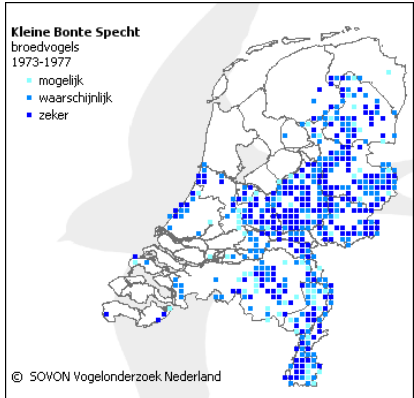 Kleine Bonte Specht
broedvogels
1973-1977
mogelijk
waarschijnlijk
zeker
© SOVON Vogelonderzoek Nederland